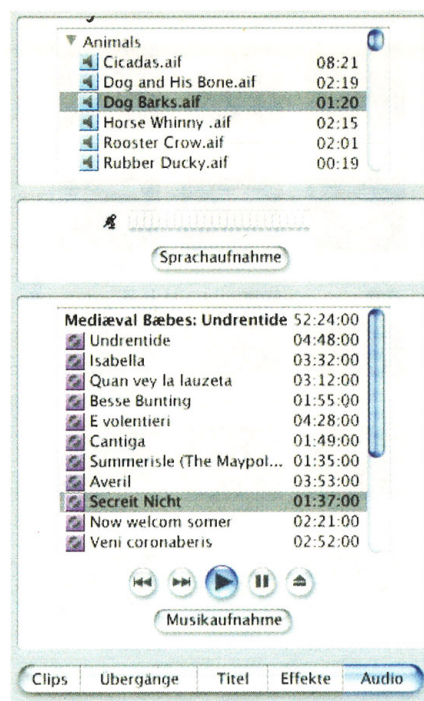 Animals
Cicadas.aif 08:21
Dog and His Bone.aif 02:19
Dog Barks.aif 01:20
Horse Whinny .aif 02:15
Rooster Crow.aif 02:01
Rubber Ducky.aif 00:19
Sprachaufnahme
Mediæval Bæbes: Undrentide 52:24:00
Undrentide 04:48:00
Isabella 03:32:00
Quan vey la lauzeta 03:12:00
Besse Bunting 01:55:00
E volentieri 04:28:00
Cantiga 01:49:00
Summerisle (The Maypol... 01:35:00
Averil 03:53:00
Secreit Nicht 01:37:00
Now welcom somer 02:21:00
Veni coronaberis 02:52:00
Musikaufnahme
Clips Übergänge Titel Effekte Audio